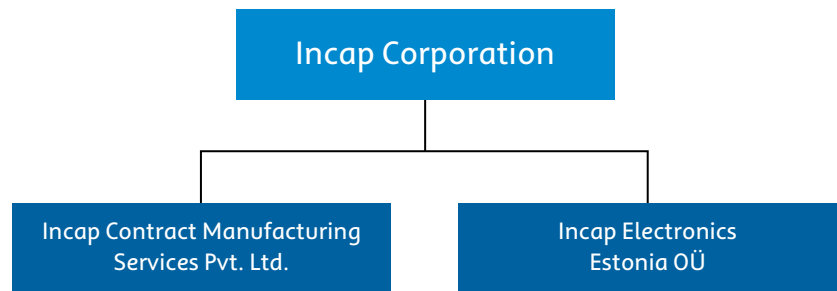 Incap Corporation
Incap Contract Manufacturing
Services Pvt. Ltd.
Incap Electronics
Estonia OÜ